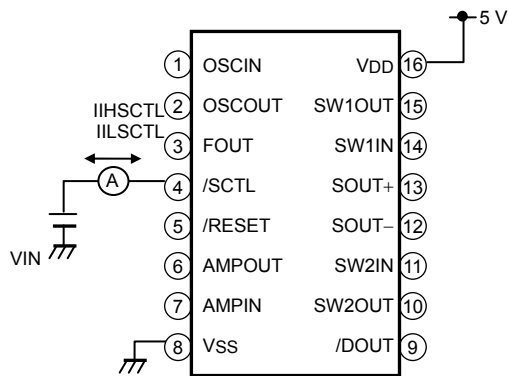 5 V
1 OSCIN VDD 16
IIHSCTL
2 OSCOUT SW1OUT 15
IILSCTL
3 FOUT SW1IN 14
A
4 /SCTL SOUT+ 13
5 /RESET SOUT− 12
VIN
6 AMPOUT SW2IN 11
7 AMPIN SW2OUT 10
8 VSS /DOUT 9